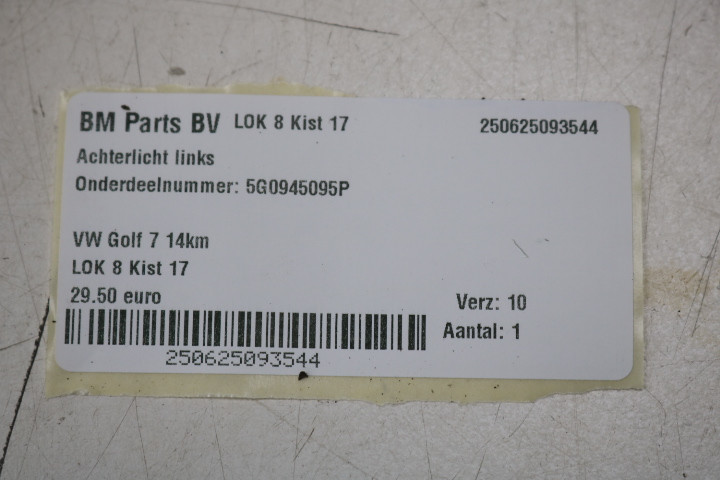 BM Parts BV LOK 8 Kist 17 250625093544
Achterlicht links
Onderdeelnummer: 5G0945095P
VW Golf 7 14km
LOK 8 Kist 17
29.50 euro Verz: 10
Aantal: 1
250625093544